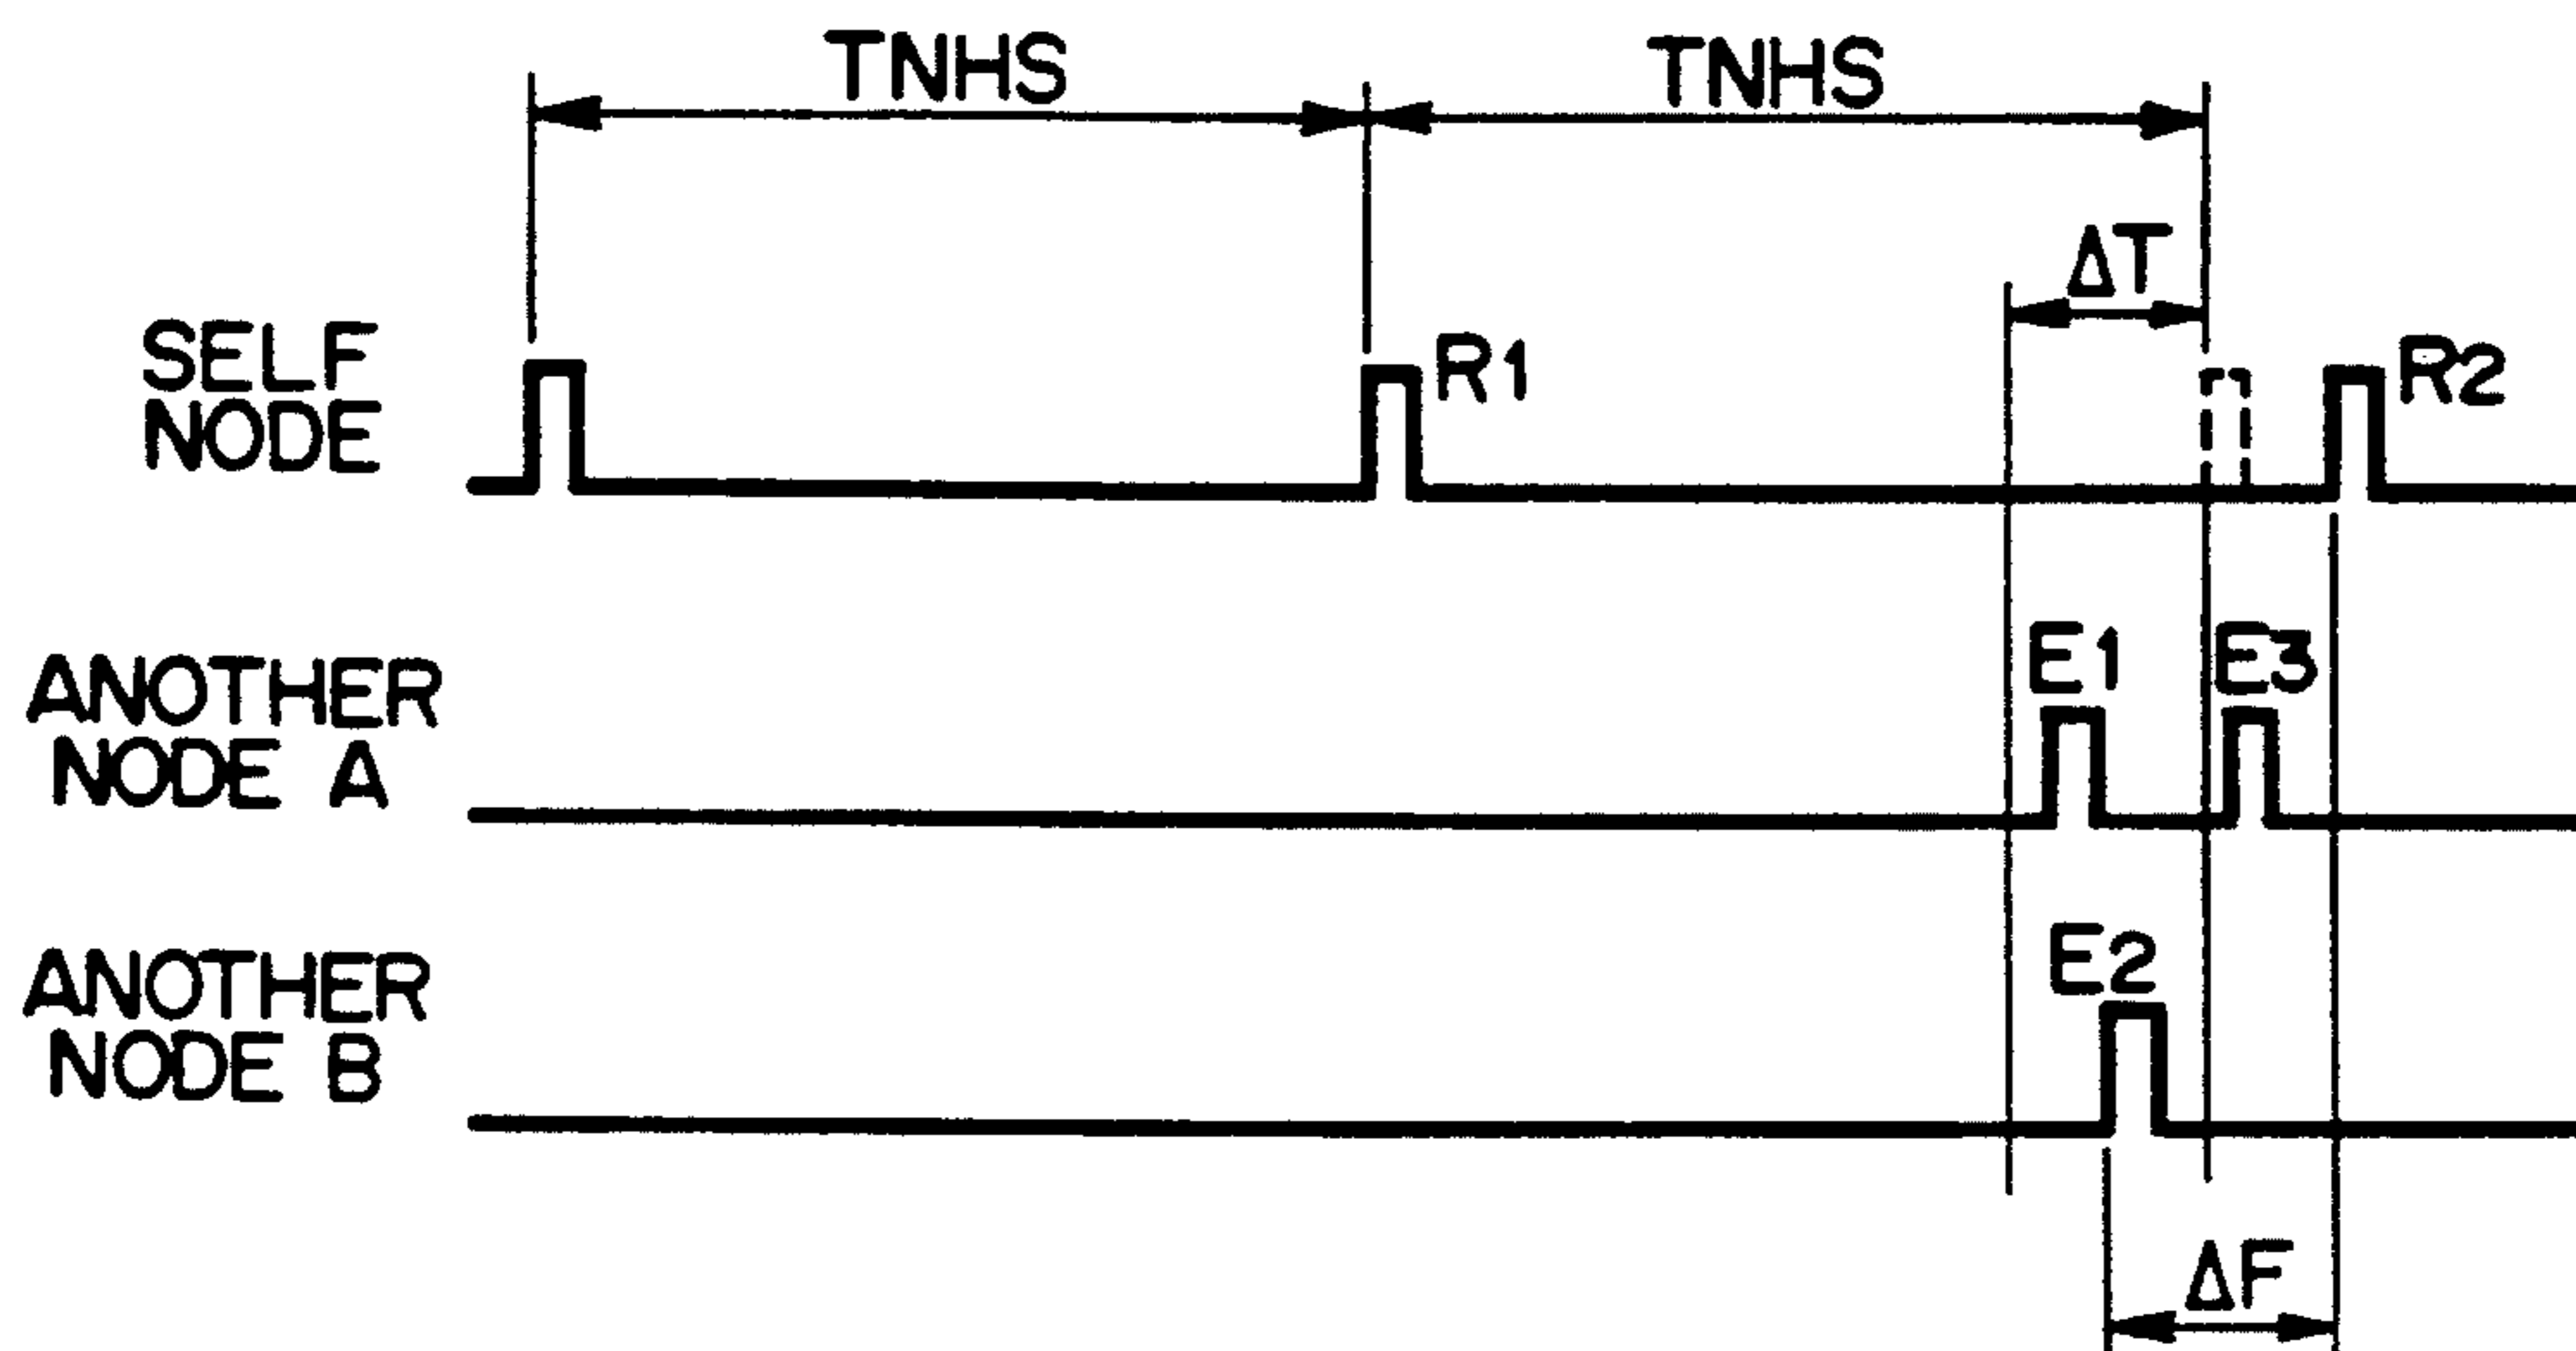 TNHS
TNHS
ΔT
SELF
NODE
R1
R2
ANOTHER
NODE A
E1
E3
ANOTHER
NODE B
E2
ΔF